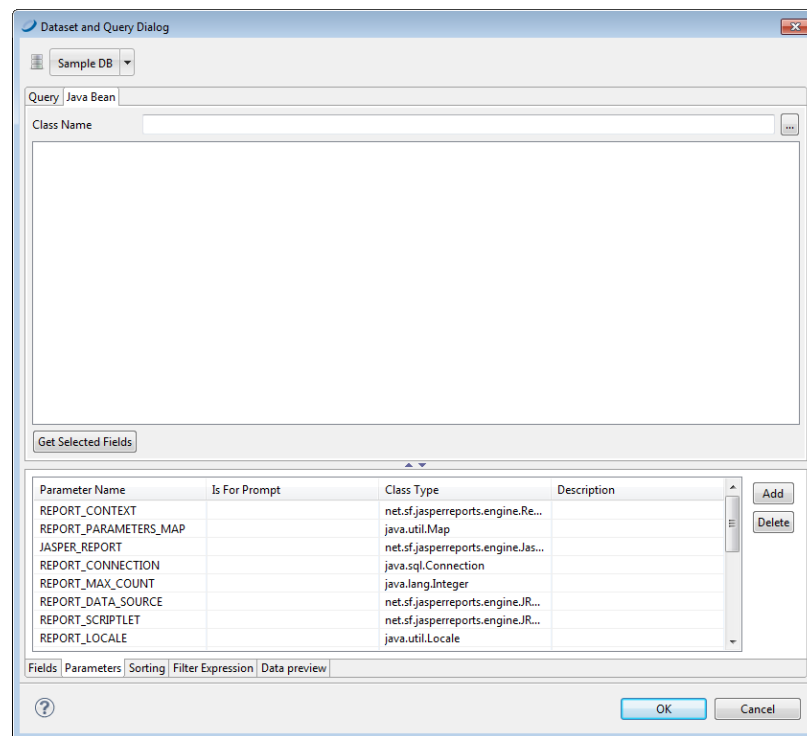 Dataset and Query Dialog
Sample DB
Query Java Bean
Class Name ...
Get Selected Fields
Parameter Name Is For Prompt Class Type Description
REPORT_CONTEXT net.sf.jasperreports.engine.Re...
REPORT_PARAMETERS_MAP java.util.Map
JASPER_REPORT net.sf.jasperreports.engine.Jas...
REPORT_CONNECTION java.sql.Connection
REPORT_MAX_COUNT java.lang.Integer
REPORT_DATA_SOURCE net.sf.jasperreports.engine.JR...
REPORT_SCRIPTLET net.sf.jasperreports.engine.JR...
REPORT_LOCALE java.util.Locale
Add
Delete
Fields Parameters Sorting Filter Expression Data preview
? OK Cancel